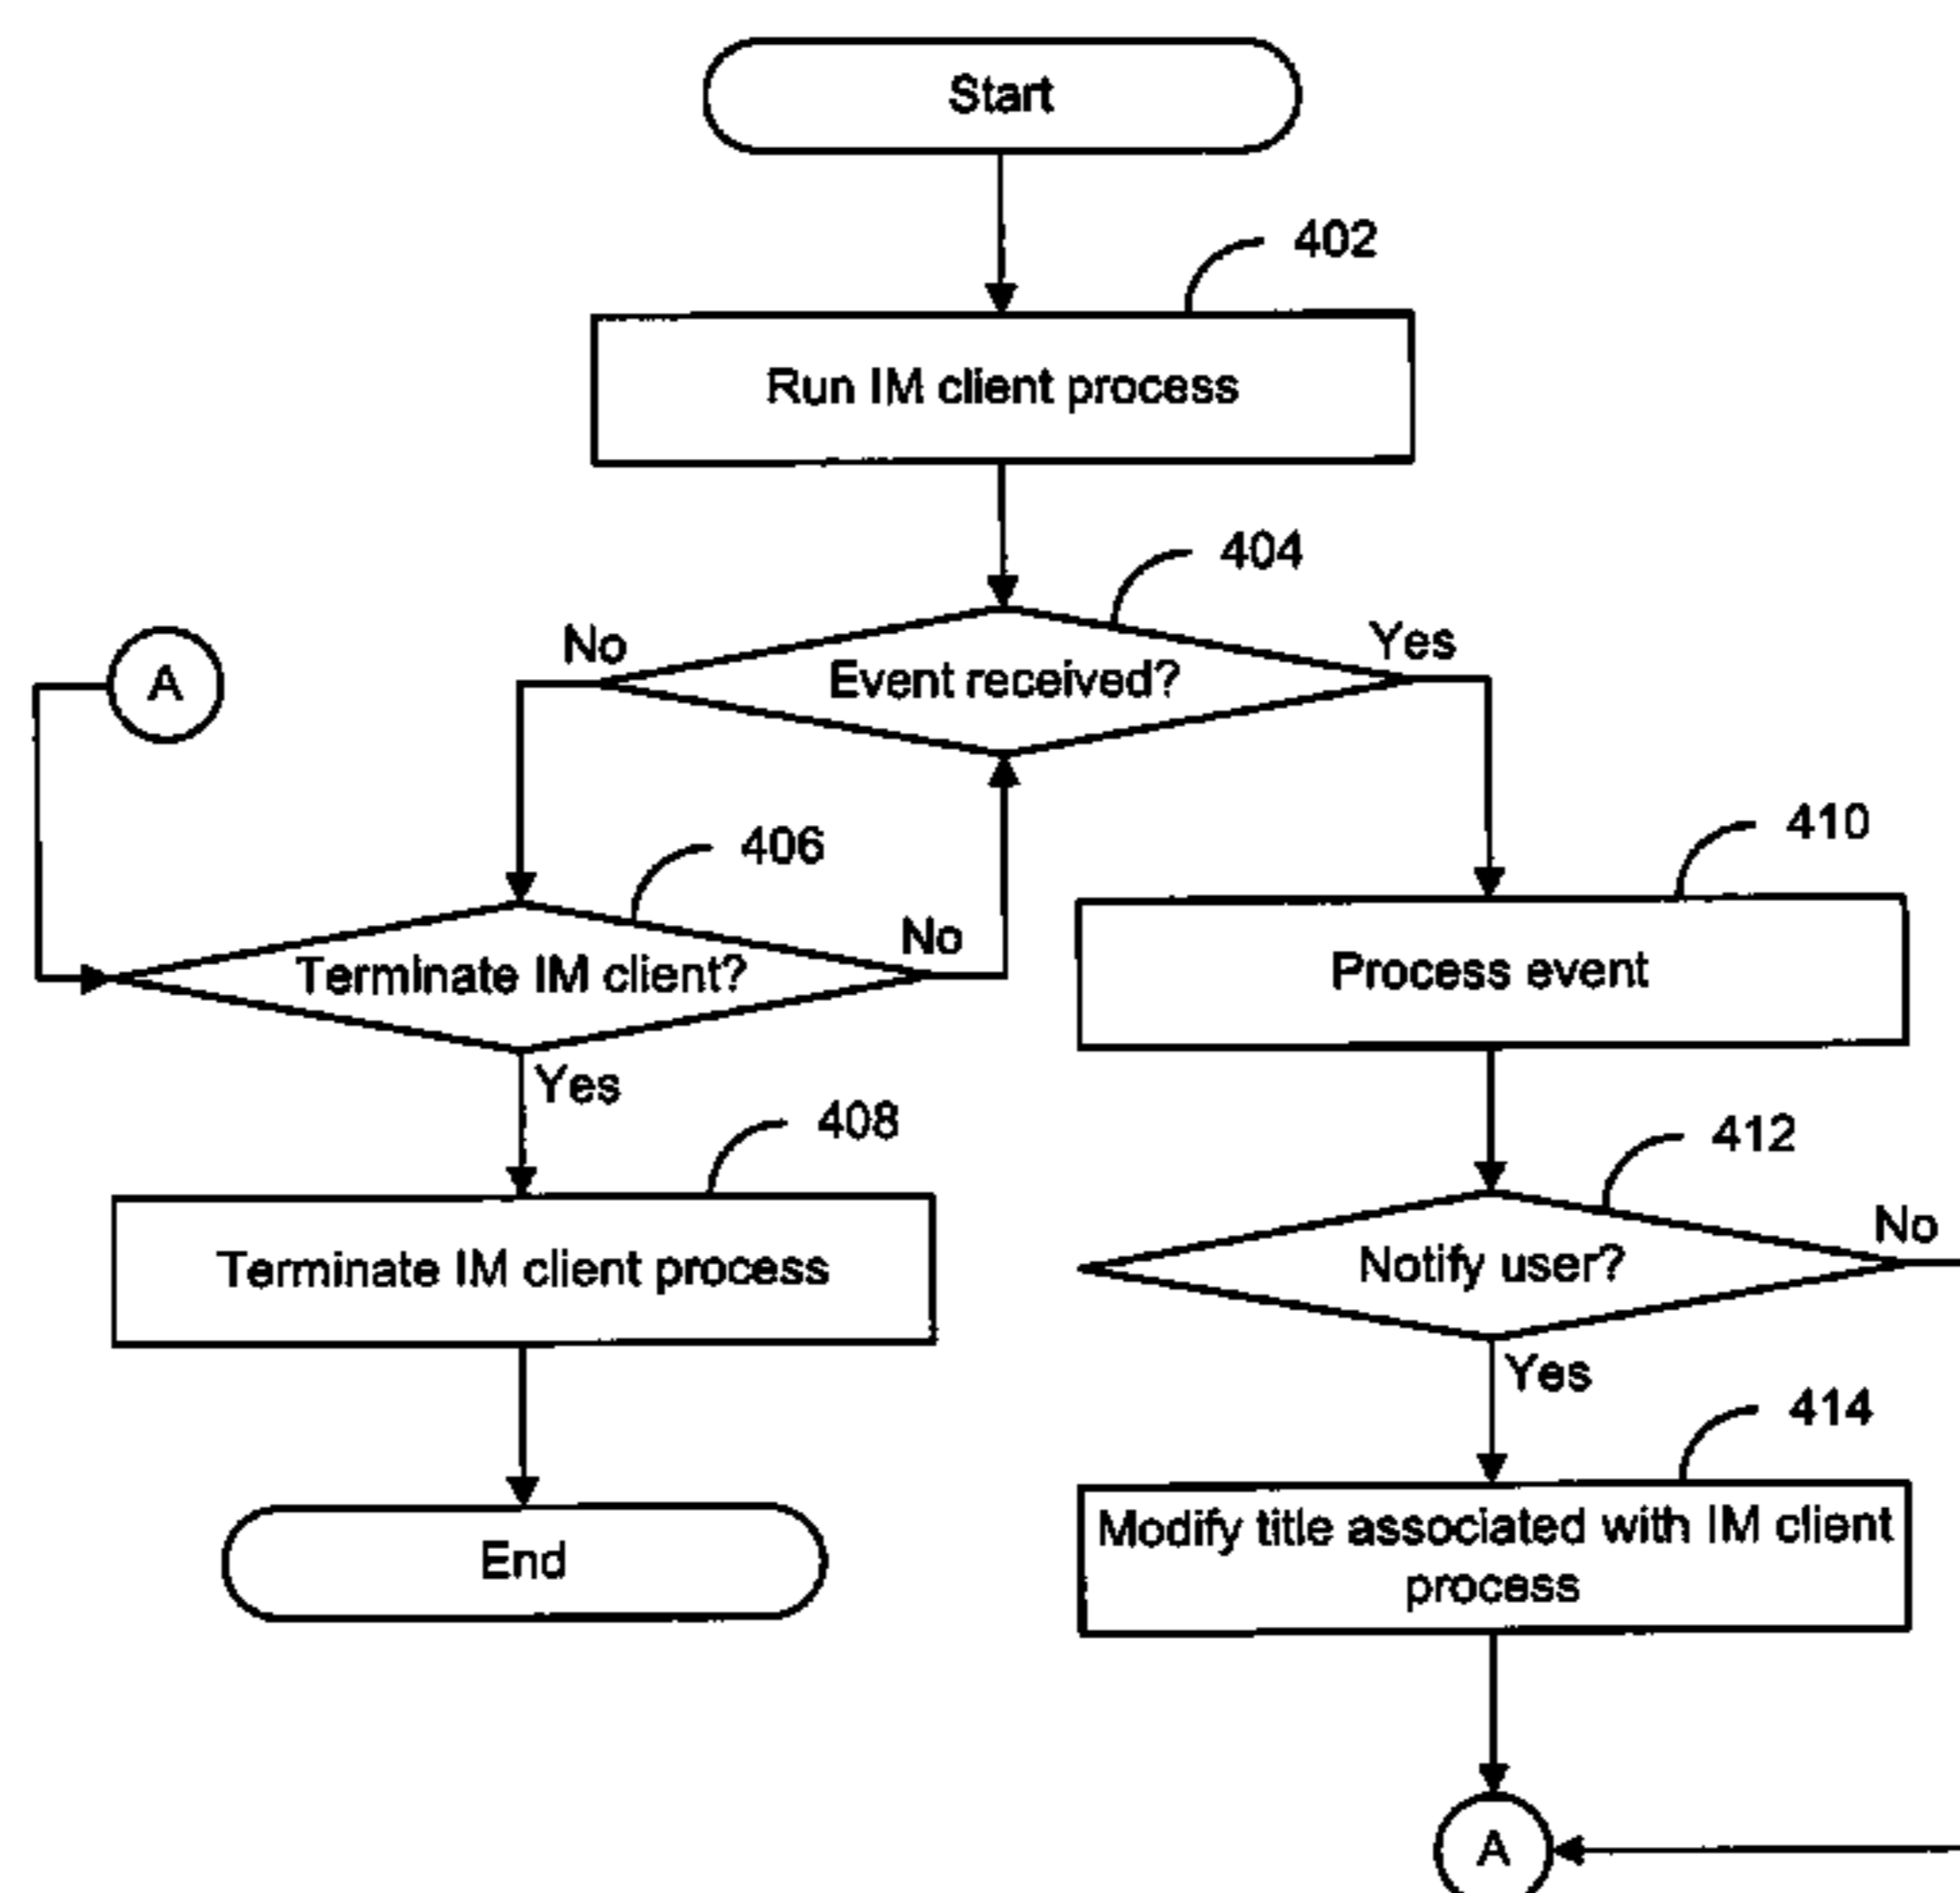 Start
402
Run IM client process
404
No
Event received?
Yes
A
406
410
Terminate IM client?
No
Process event
Yes
408
412
Terminate IM client process
Notify user?
No
Yes
414
End
Modify title associated with IM client
process
A